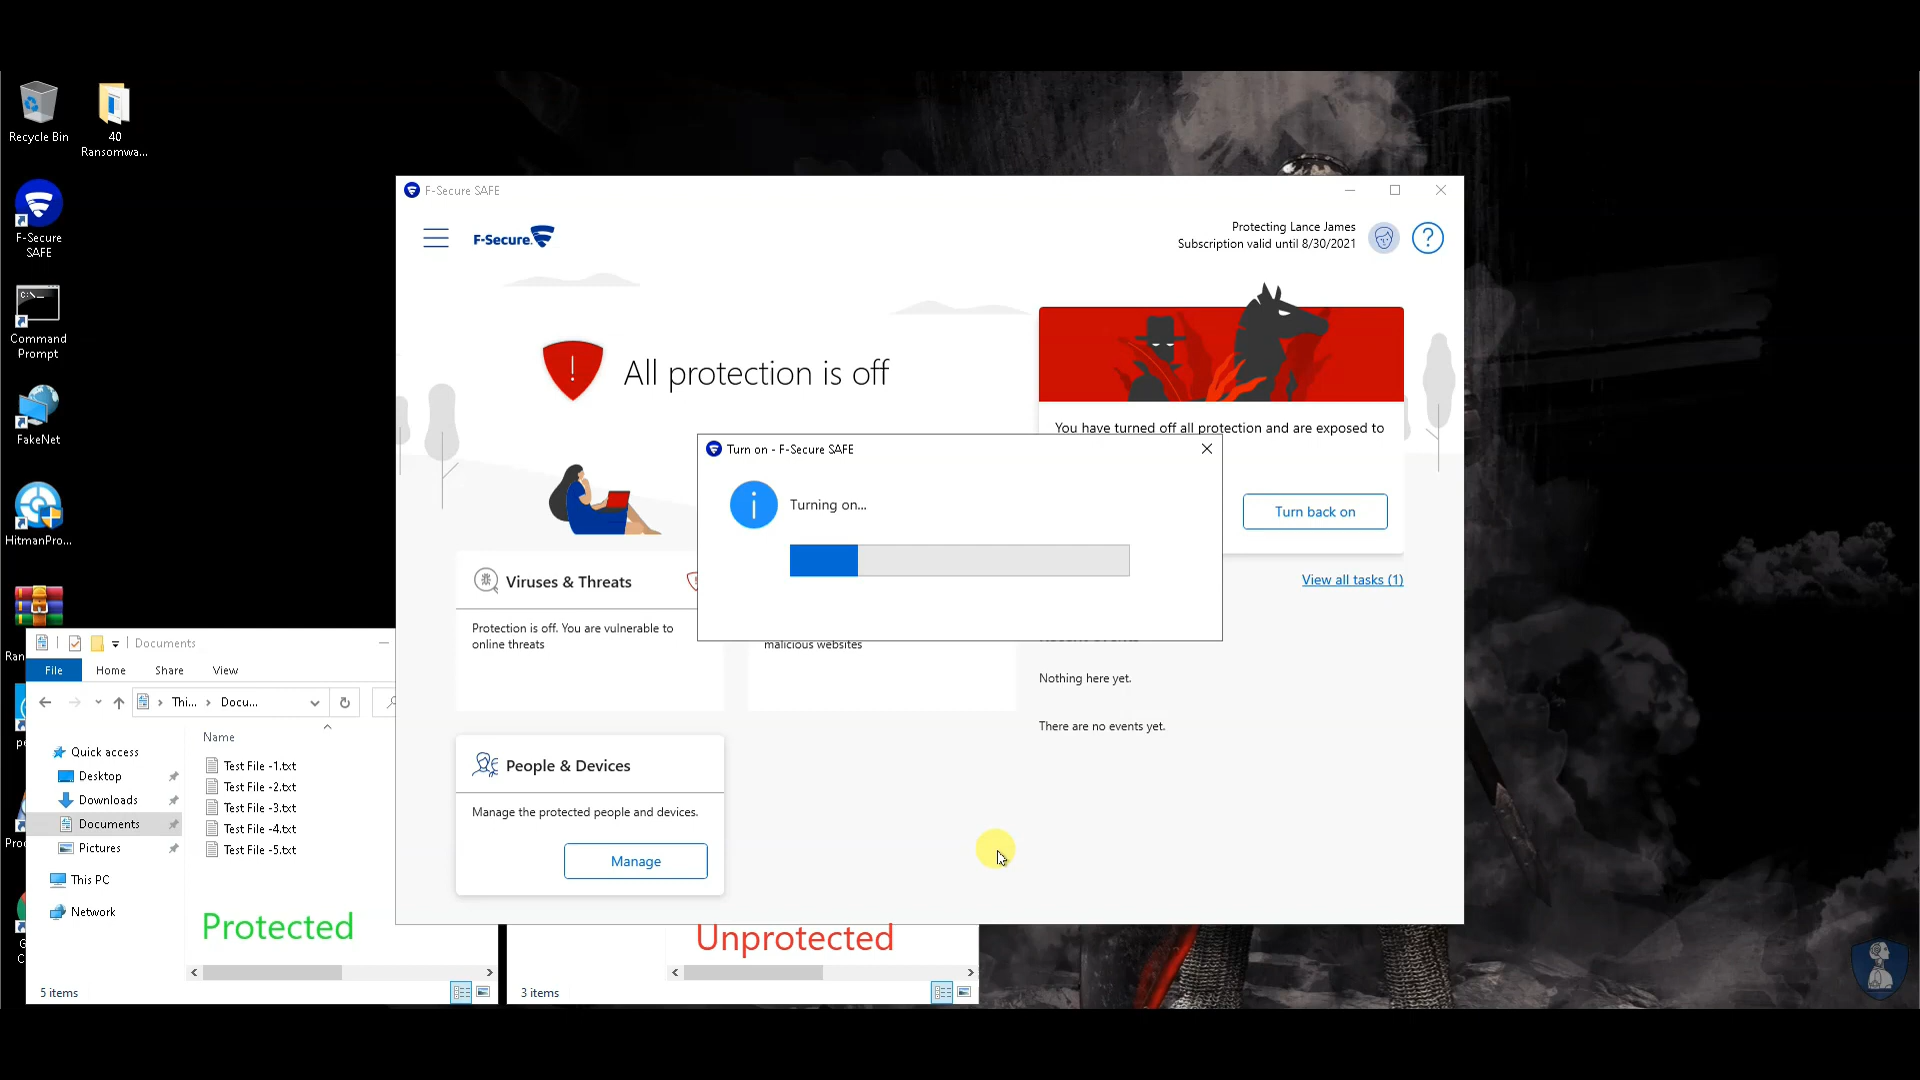 Recycle Bin
40
Ransomwa...
F-Secure
SAFE
Command
Prompt
FakeNet
HitmanPro...
F-Secure SAFE
F-Secure.
Protecting Lance James
Subscription valid until 8/30/2021
?
All protection is off
You have turned off all protection and are exposed to
Turn back on
View all tasks (1)
Turn on - F-Secure SAFE
Turning on...
Viruses & Threats
Protection is off. You are vulnerable to
online threats
malicious websites
Nothing here yet.
There are no events yet.
People & Devices
Manage the protected people and devices.
Manage
Documents
File
Home
Share
View
Thi...
Docu...
Quick access
Desktop
Downloads
Documents
Pictures
This PC
Network
Name
Test File -1.txt
Test File -2.txt
Test File -3.txt
Test File -4.txt
Test File -5.txt
Protected
5 items
Unprotected
3 items